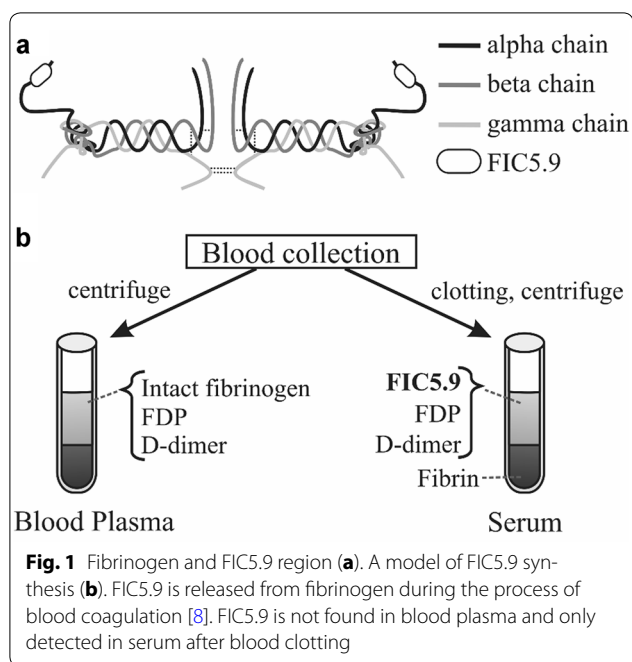 a
alpha chain
beta chain
gamma chain
FIC5.9
b
Blood collection
centrifuge
clotting, centrifuge
Intact fibrinogen
FDP
D-dimer
FIC5.9
FDP
D-dimer
Fibrin
Blood Plasma
Serum
Fig. 1 Fibrinogen and FIC5.9 region (a). A model of FIC5.9 syn-
thesis (b). FIC5.9 is released from fibrinogen during the process of
blood coagulation [8]. FIC5.9 is not found in blood plasma and only
detected in serum after blood clotting